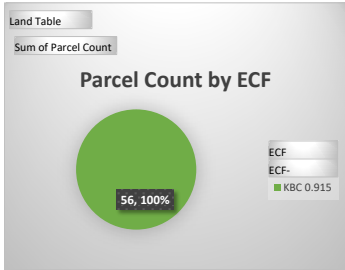 Land Table
Sum of Parcel Count
Parcel Count by ECF
56, 100%
ECF
ECF-
KBC 0.915